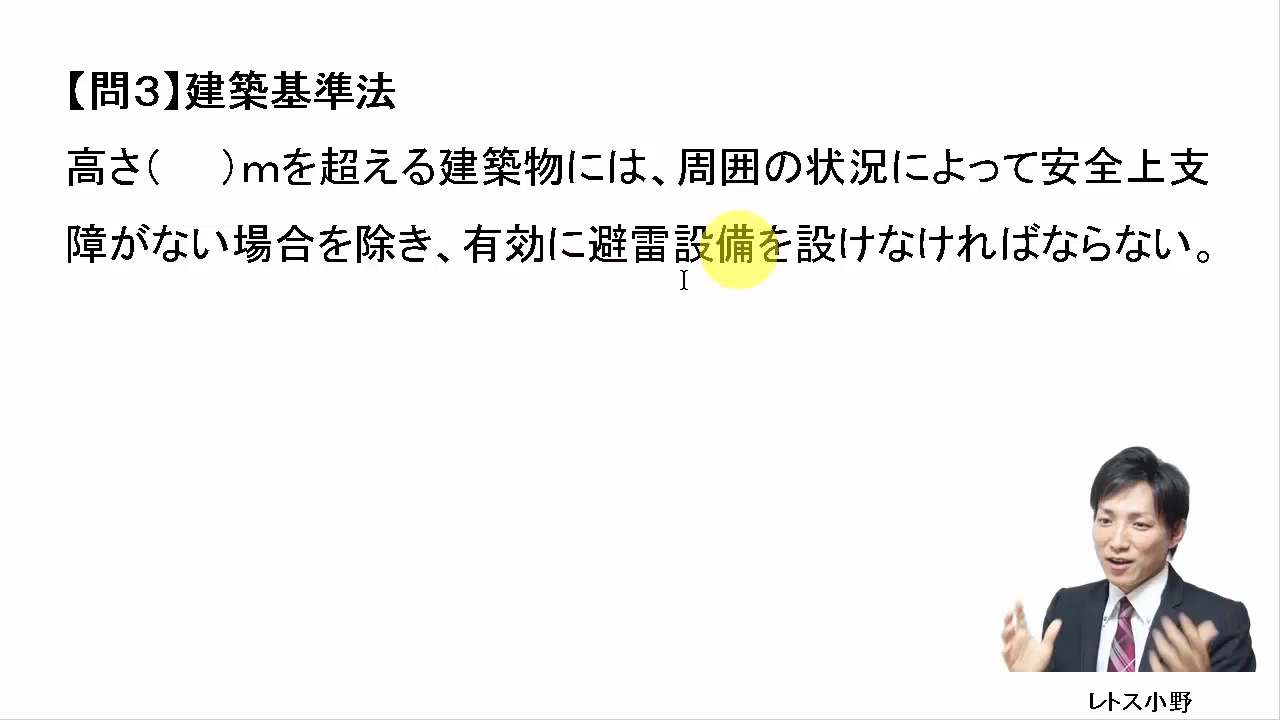 【問３】建築基準法
高さ（　　）ｍを超える建築物には、周囲の状況によって安全上支
障がない場合を除き、有効に避雷設備を設けなければならない。
レトス小野